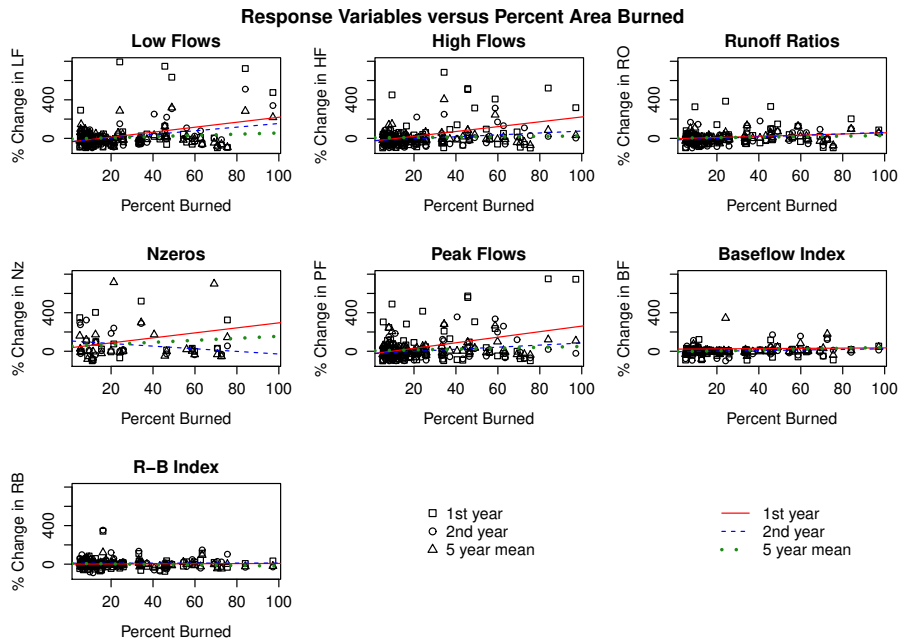 Response Variables versus Percent Area Burned
Low Flows
% Change in LF
0 400
20 40 60 80 100
Percent Burned
High Flows
% Change in HF
0 400
20 40 60 80 100
Percent Burned
Runoff Ratios
% Change in RO
0 400
20 40 60 80 100
Percent Burned
Nzeros
% Change in Nz
0 400
20 40 60 80 100
Percent Burned
Peak Flows
% Change in PF
0 400
20 40 60 80 100
Percent Burned
Baseflow Index
% Change in BF
0 400
20 40 60 80 100
Percent Burned
R−B Index
% Change in RB
0 400
20 40 60 80 100
Percent Burned
1st year
2nd year
5 year mean
1st year
2nd year
5 year mean